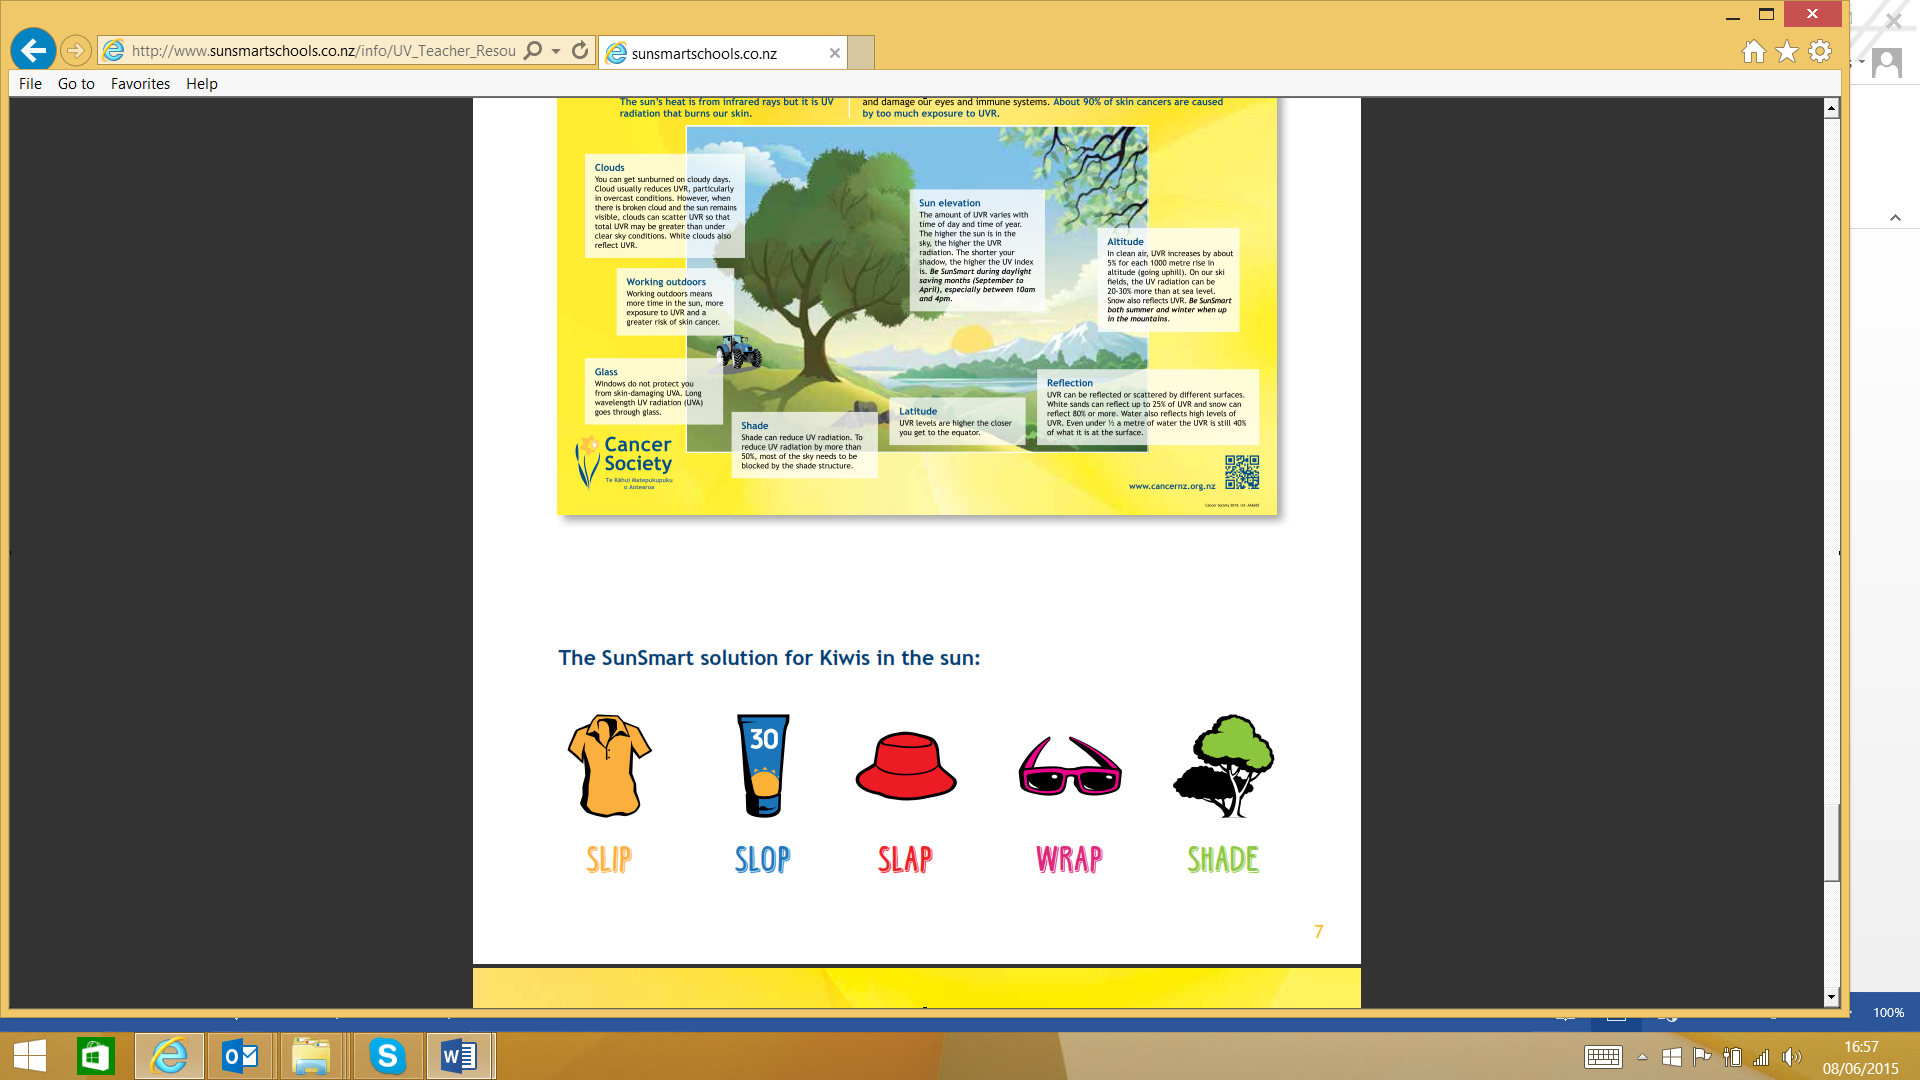 http://www.sunsmartschools.co.nz/info/UV_Teacher_Resou
sunsmartschools.co.nz
File Go to Favorites Help
The sun's heat is from infrared rays but it is UV
radiation that burns our skin.
and damage our eyes and immune systems. About 90% of skin cancers are caused
by too much exposure to UVR.
Clouds
You can get sunburned on cloudy days.
Cloud usually reduces UVR, particularly
in overcast conditions. However, when
there is broken cloud and the sun remains
visible, clouds can scatter UVR so that
total UVR may be greater than under
clear sky conditions. White clouds also
reflect UVR.
Sun elevation
The amount of UVR varies with
time of day and time of year.
The higher the sun is in the
sky, the higher the UVR
radiation. The shorter your
shadow, the higher the UV index
is. Be SunSmart during daylight
saving months (September to
April), especially between 10am
and 4pm.
Altitude
In clean air, UVR increases by about
5% for each 1000 metre rise in
altitude (going uphill). On our ski
fields, the UV radiation can be
20-30% more than at sea level.
Snow also reflects UVR. Be SunSmart
both summer and winter when up
in the mountains.
Working outdoors
Working outdoors means
more time in the sun, more
exposure to UVR and a
greater risk of skin cancer.
Glass
Windows do not protect you
from skin-damaging UVA. Long
wavelength UV radiation (UVA)
goes through glass.
Shade
Shade can reduce UV radiation. To
reduce UV radiation by more than
50%, most of the sky needs to be
blocked by the shade structure.
Latitude
UVR levels are higher the closer
you get to the equator.
Reflection
UVR can be reflected or scattered by different surfaces.
White sands can reflect up to 25% of UVR and snow can
reflect 80% or more. Water also reflects high levels of
UVR. Even under ½ a metre of water the UVR is still 40%
of what it is at the surface.
Cancer
Society
Te Kāhui Matepukupuku
o Aotearoa
www.cancernz.org.nz
The SunSmart solution for Kiwis in the sun:
30
SLIP SLOP SLAP WRAP SHADE
7
100%
16:57
08/06/2015